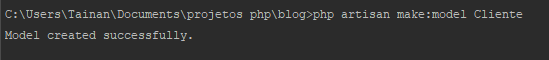 C:\Users\Tainan\Documents\projetos php\blog>php artisan make:model Cliente
Model created successfully.